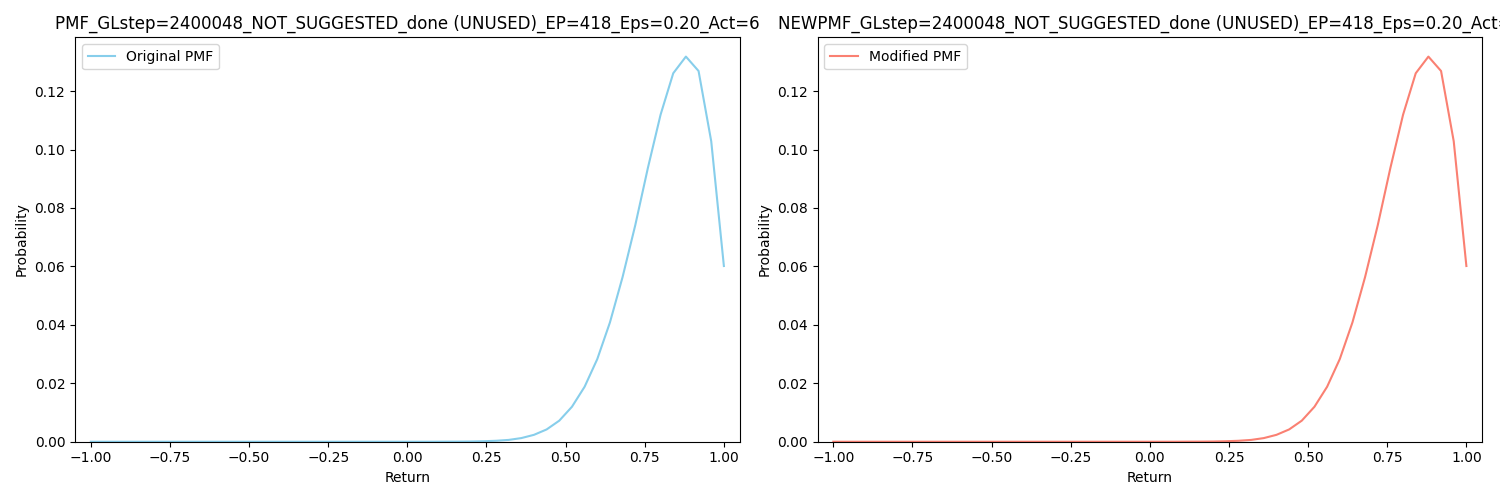 PMF_GLstep=2400048_NOT_SUGGESTED_done (UNUSED)_EP=418_Eps=0.20_Act=6
Original PMF
0.12
0.10
0.08
0.06
0.04
0.02
0.00
Probability
−1.00 −0.75 −0.50 −0.25 0.00 0.25 0.50 0.75 1.00
Return
NEWPMF_GLstep=2400048_NOT_SUGGESTED_done (UNUSED)_EP=418_Eps=0.20_Act=
Modified PMF
0.12
0.10
0.08
0.06
0.04
0.02
0.00
Probability
−1.00 −0.75 −0.50 −0.25 0.00 0.25 0.50 0.75 1.00
Return